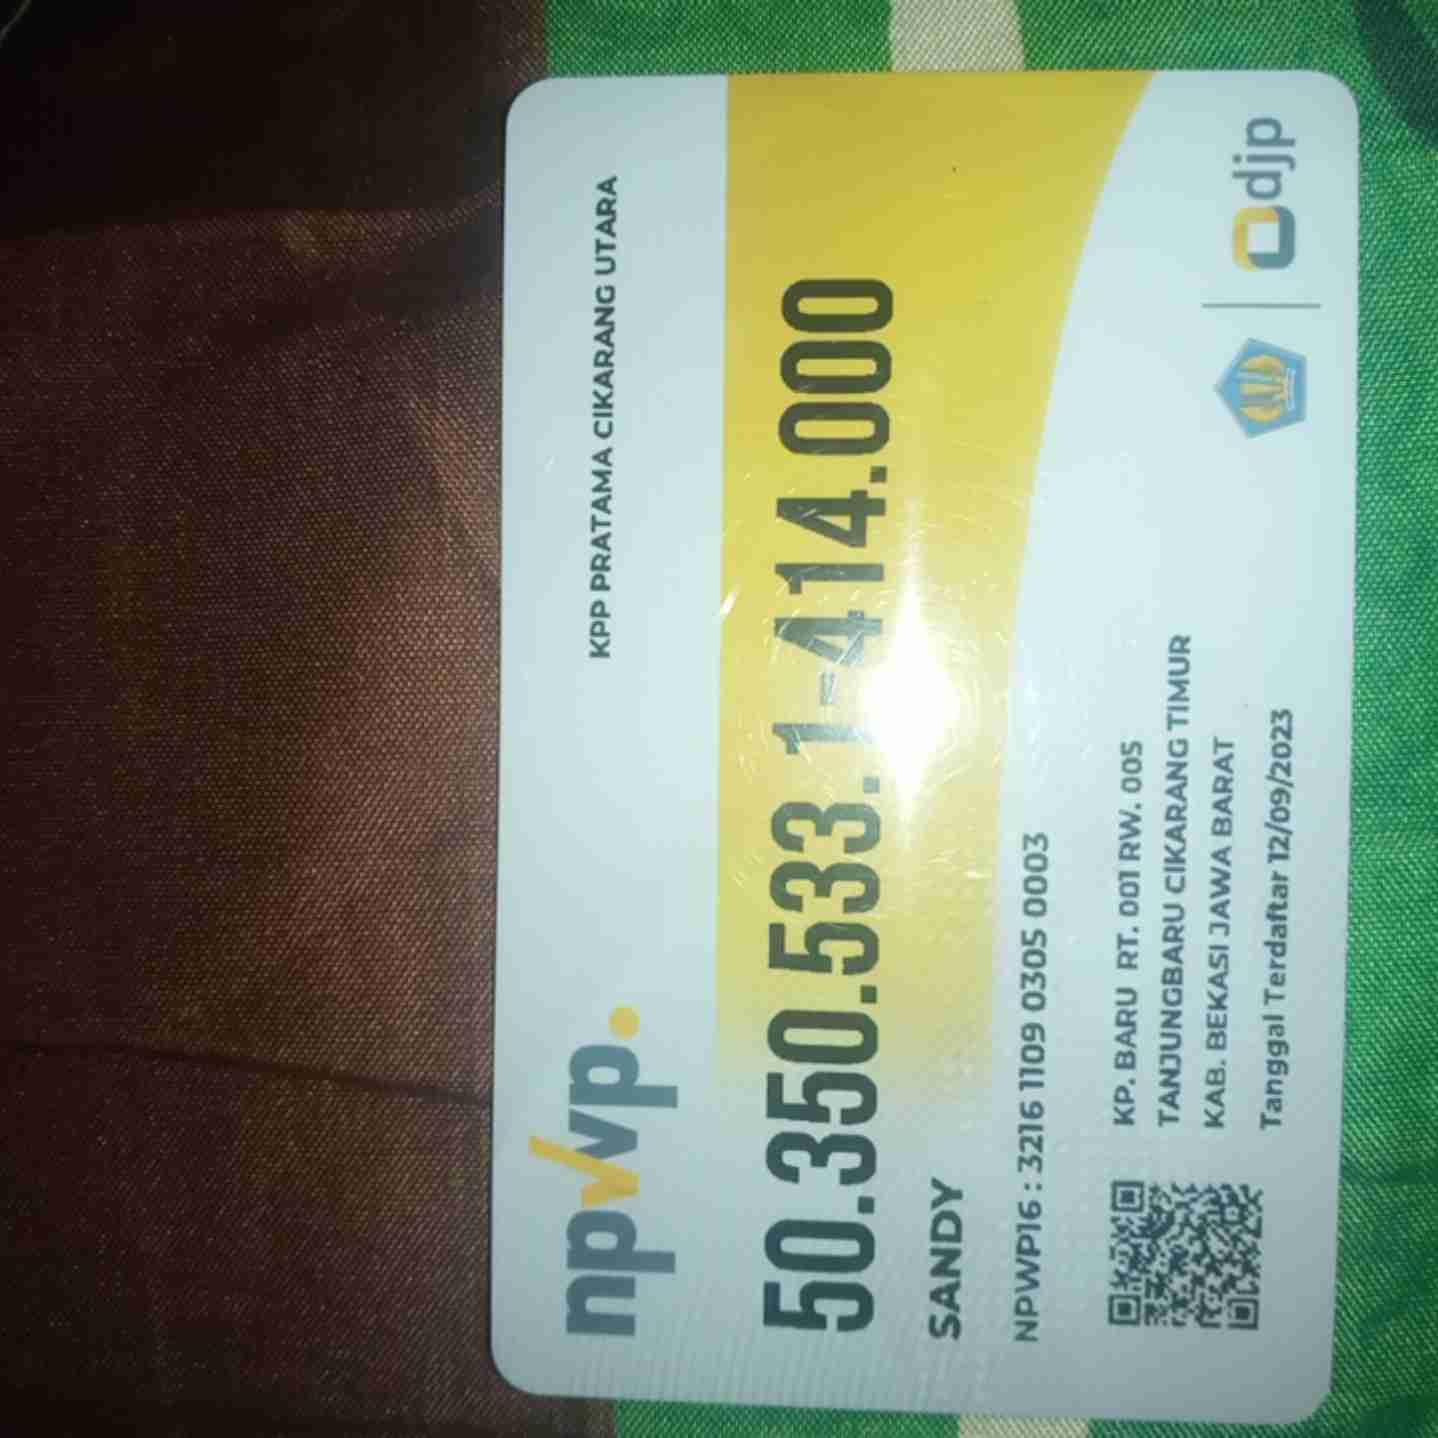 npwp.
KPP PRATAMA CIKARANG UTARA
50.350.533.1-414.000
SANDY
NPWP16 : 3216 1109 0305 0003
KP. BARU RT. 001 RW. 005
TANJUNGBARU CIKARANG TIMUR
KAB. BEKASI JAWA BARAT
Tanggal Terdaftar 12/09/2023
djp